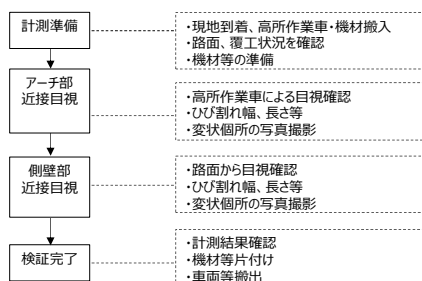 計測準備
・現地到着、高所作業車・機材搬入
・路面、覆工状況を確認
・機材等の準備
アーチ部
近接目視
・高所作業車による目視確認
・ひび割れ幅、長さ等
・変状個所の写真撮影
側壁部
近接目視
・路面から目視確認
・ひび割れ幅、長さ等
・変状個所の写真撮影
検証完了
・計測結果確認
・機材等片付け
・車両等搬出